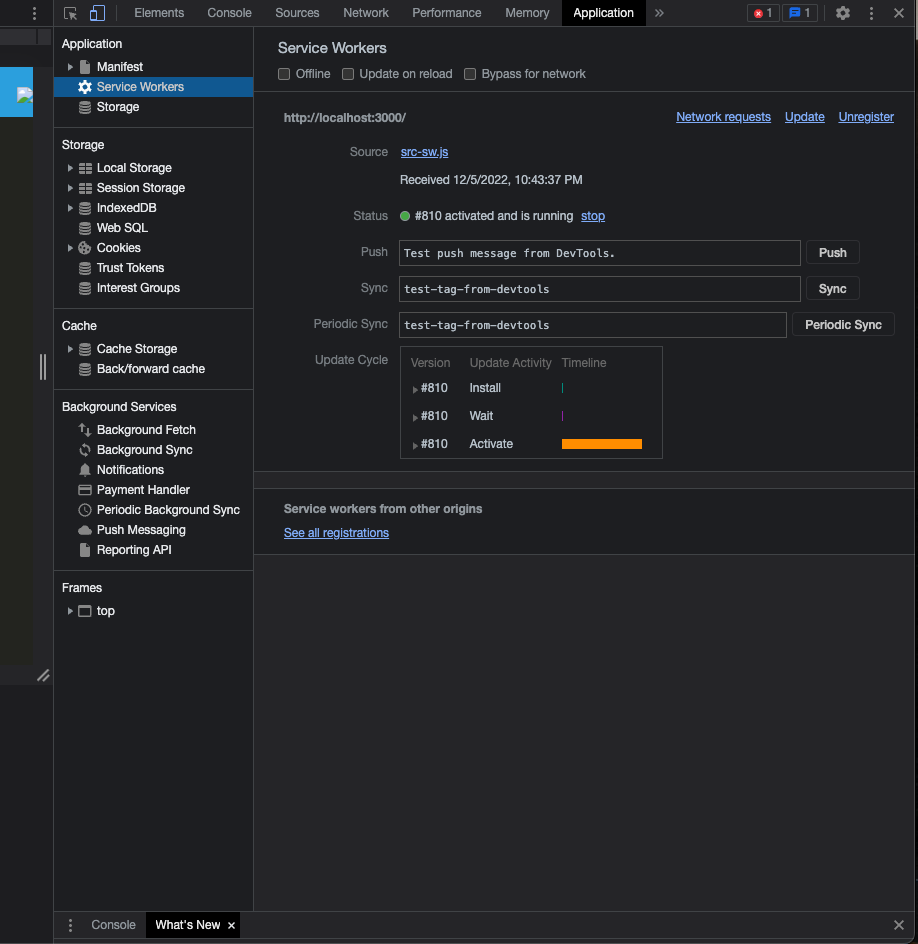 Elements Console Sources Network Performance Memory Application » 1 1
Application
Manifest
Service Workers
Storage
Storage
Local Storage
Session Storage
IndexedDB
Web SQL
Cookies
Trust Tokens
Interest Groups
Cache
Cache Storage
Back/forward cache
Background Services
Background Fetch
Background Sync
Notifications
Payment Handler
Periodic Background Sync
Push Messaging
Reporting API
Frames
top
Service Workers
Offline Update on reload Bypass for network
http://localhost:3000/ Network requests Update Unregister
Source src-sw.js
Received 12/5/2022, 10:43:37 PM
Status #810 activated and is running stop
Push Test push message from DevTools. Push
Sync test-tag-from-devtools Sync
Periodic Sync test-tag-from-devtools Periodic Sync
Update Cycle Version Update Activity Timeline
#810 Install
#810 Wait
#810 Activate
Service workers from other origins
See all registrations
Console What's New ×